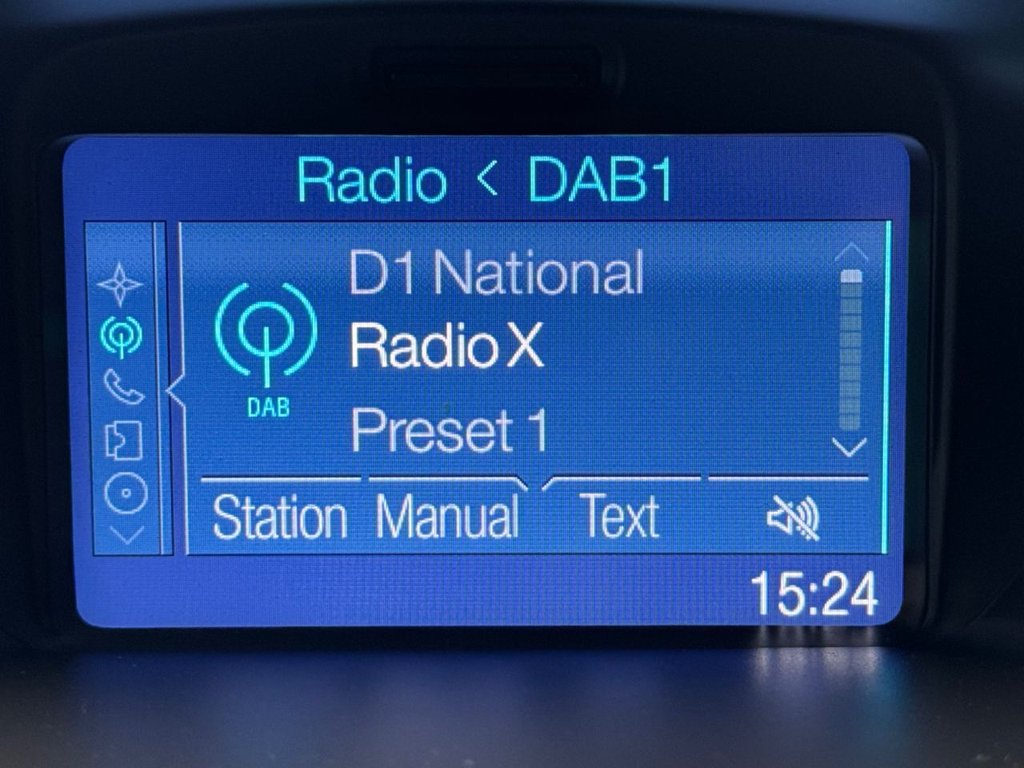 Radio < DAB1
D1 National
Radio X
DAB
Preset 1
Station Manual Text
15:24